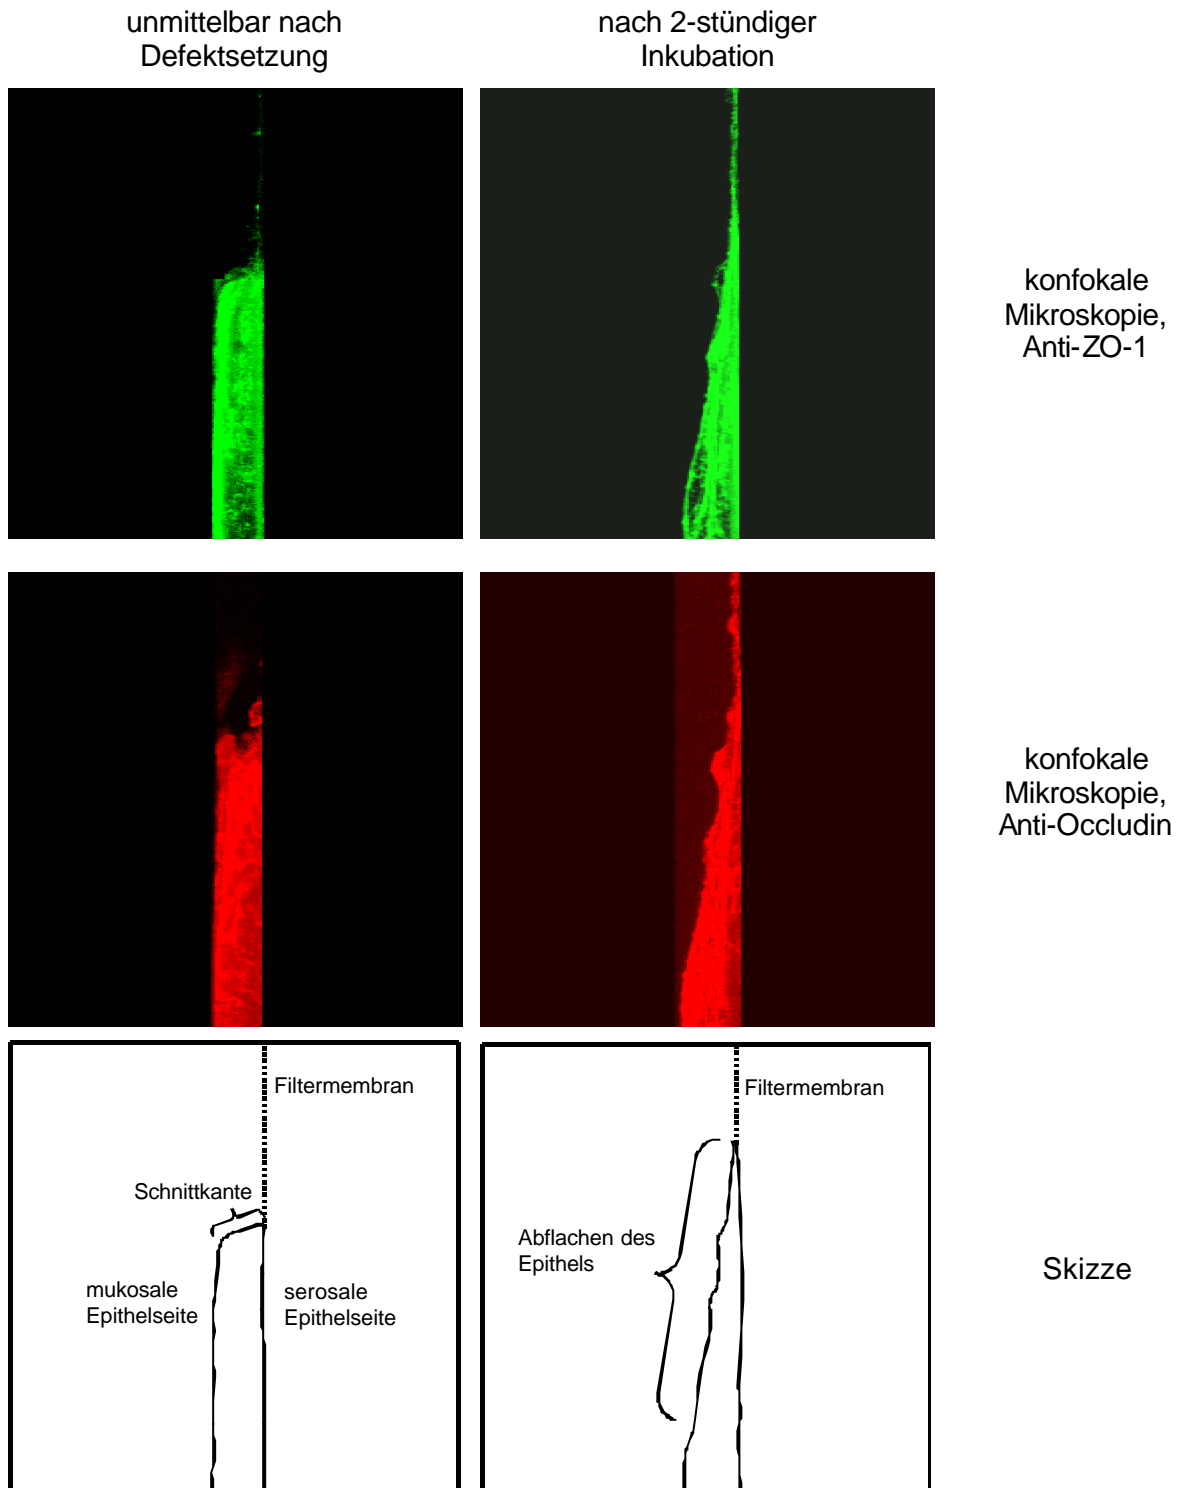 unmittelbar nach
Defektsetzung
nach 2-stündiger
Inkubation
konfokale
Mikroskopie,
Anti-ZO-1
konfokale
Mikroskopie,
Anti-Occludin
Filtermembran
Schnittkante
mukosale
Epithelseite
serosale
Epithelseite
Filtermembran
Abflachen des
Epithels
Skizze